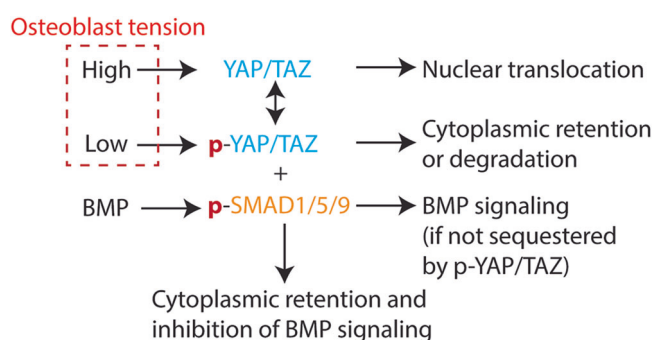 Osteoblast tension
High YAP/TAZ Nuclear translocation
Low p-YAP/TAZ Cytoplasmic retention
or degradation
+
BMP p-SMAD1/5/9 BMP signaling
(if not sequestered
by p-YAP/TAZ)
Cytoplasmic retention and
inhibition of BMP signaling